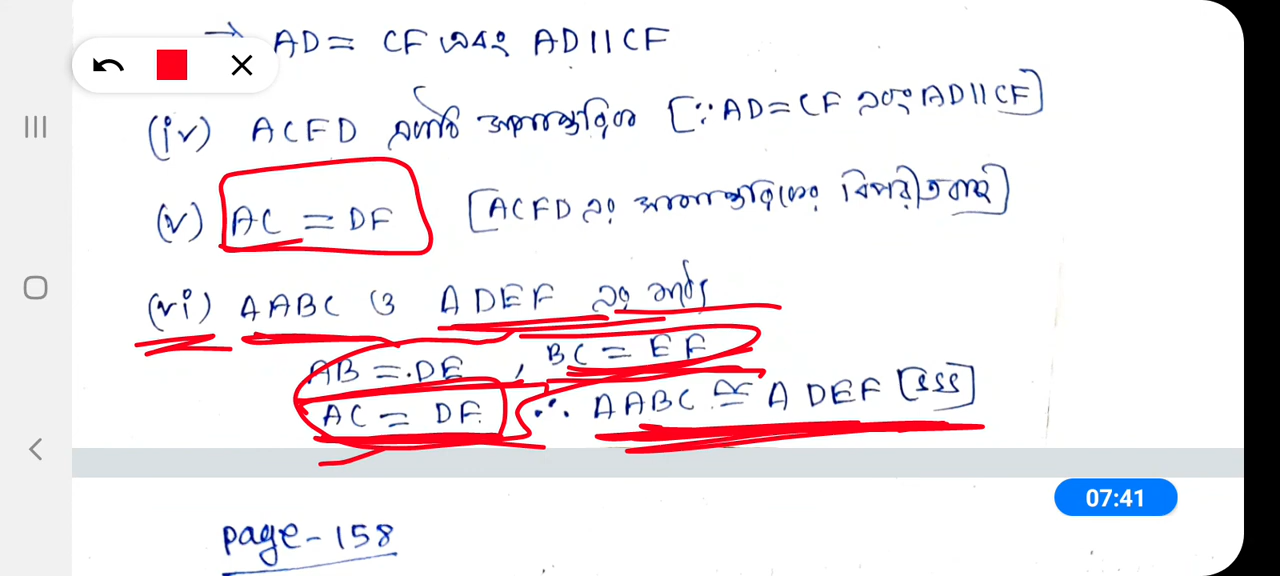 → AD = CF এবং AD || CF
(iv) ACFD একটি সামান্তরিক [∵ AD = CF এবং AD || CF]
(v) AC = DF [ACFD এর সামান্তরিকের বিপরীত বাহু]
(vi) ΔABC ও ΔDEF এর মধ্যে
AB = DE , BC = EF
AC = DF. ∴ ΔABC ≅ ΔDEF [SSS]
07:41
page-158